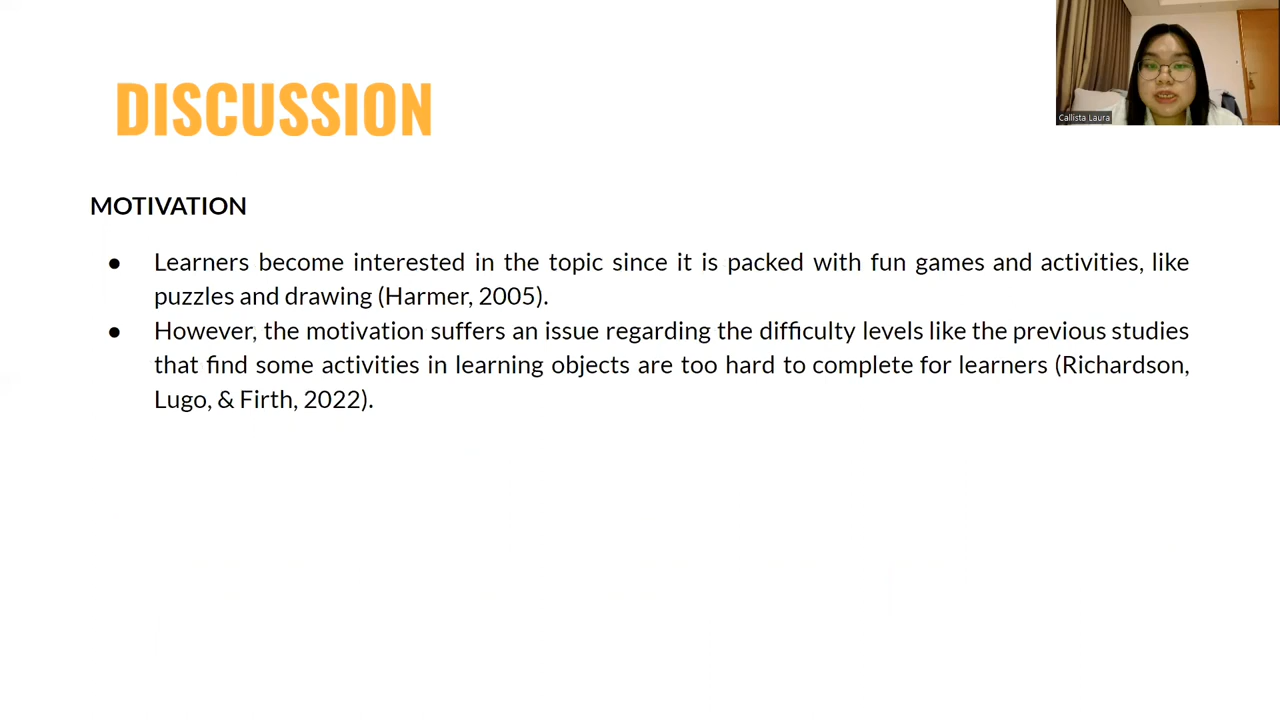 DISCUSSION
Callista Laura
MOTIVATION
● Learners become interested in the topic since it is packed with fun games and activities, like
puzzles and drawing (Harmer, 2005).
● However, the motivation suffers an issue regarding the difficulty levels like the previous studies
that find some activities in learning objects are too hard to complete for learners (Richardson,
Lugo, & Firth, 2022).